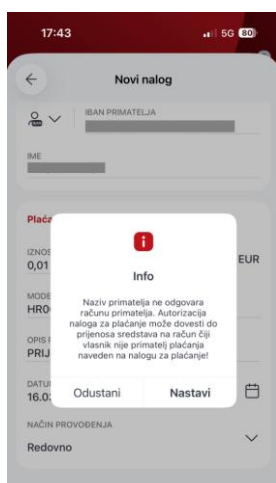 17:43
5G 80
Novi nalog
IBAN PRIMATELJA
IME
Plaća
IZNOS
0,01
EUR
Info
Naziv primatelja ne odgovara
računu primatelja. Autorizacija
naloga za plaćanje može dovesti do
prijenosa sredstava na račun čiji
vlasnik nije primatelj plaćanja
naveden na nalogu za plaćanje!
MODE
HR0
OPIS
PRIJ
DATU
16.0
Odustani
Nastavi
NAČIN PROVOĐENJA
Redovno